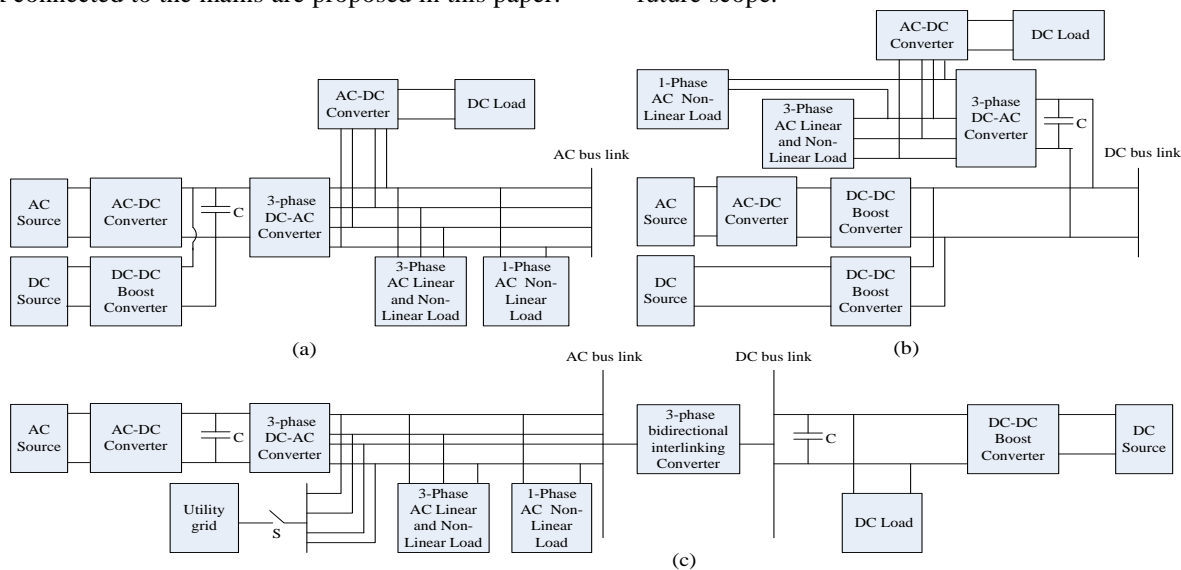 k connected to the mains are proposed in this paper.
future scope.
AC-DC
Converter
DC Load
AC bus link
AC
Source
AC-DC
Converter
C
3-phase
DC-AC
Converter
DC
Source
DC-DC
Boost
Converter
3-Phase
AC Linear
and Non-
Linear Load
1-Phase
AC Non-
Linear
Load
(a)
AC-DC
Converter
DC Load
1-Phase
AC Non-
Linear Load
3-Phase
AC Linear
and Non-
Linear Load
3-phase
DC-AC
Converter
C
DC bus link
AC
Source
AC-DC
Converter
DC-DC
Boost
Converter
DC
Source
DC-DC
Boost
Converter
(b)
AC bus link
DC bus link
AC
Source
AC-DC
Converter
C
3-phase
DC-AC
Converter
3-phase
bidirectional
interlinking
Converter
C
DC-DC
Boost
Converter
DC
Source
Utility
grid
S
3-Phase
AC Linear
and Non-
Linear Load
1-Phase
AC Non-
Linear
Load
DC Load
(c)